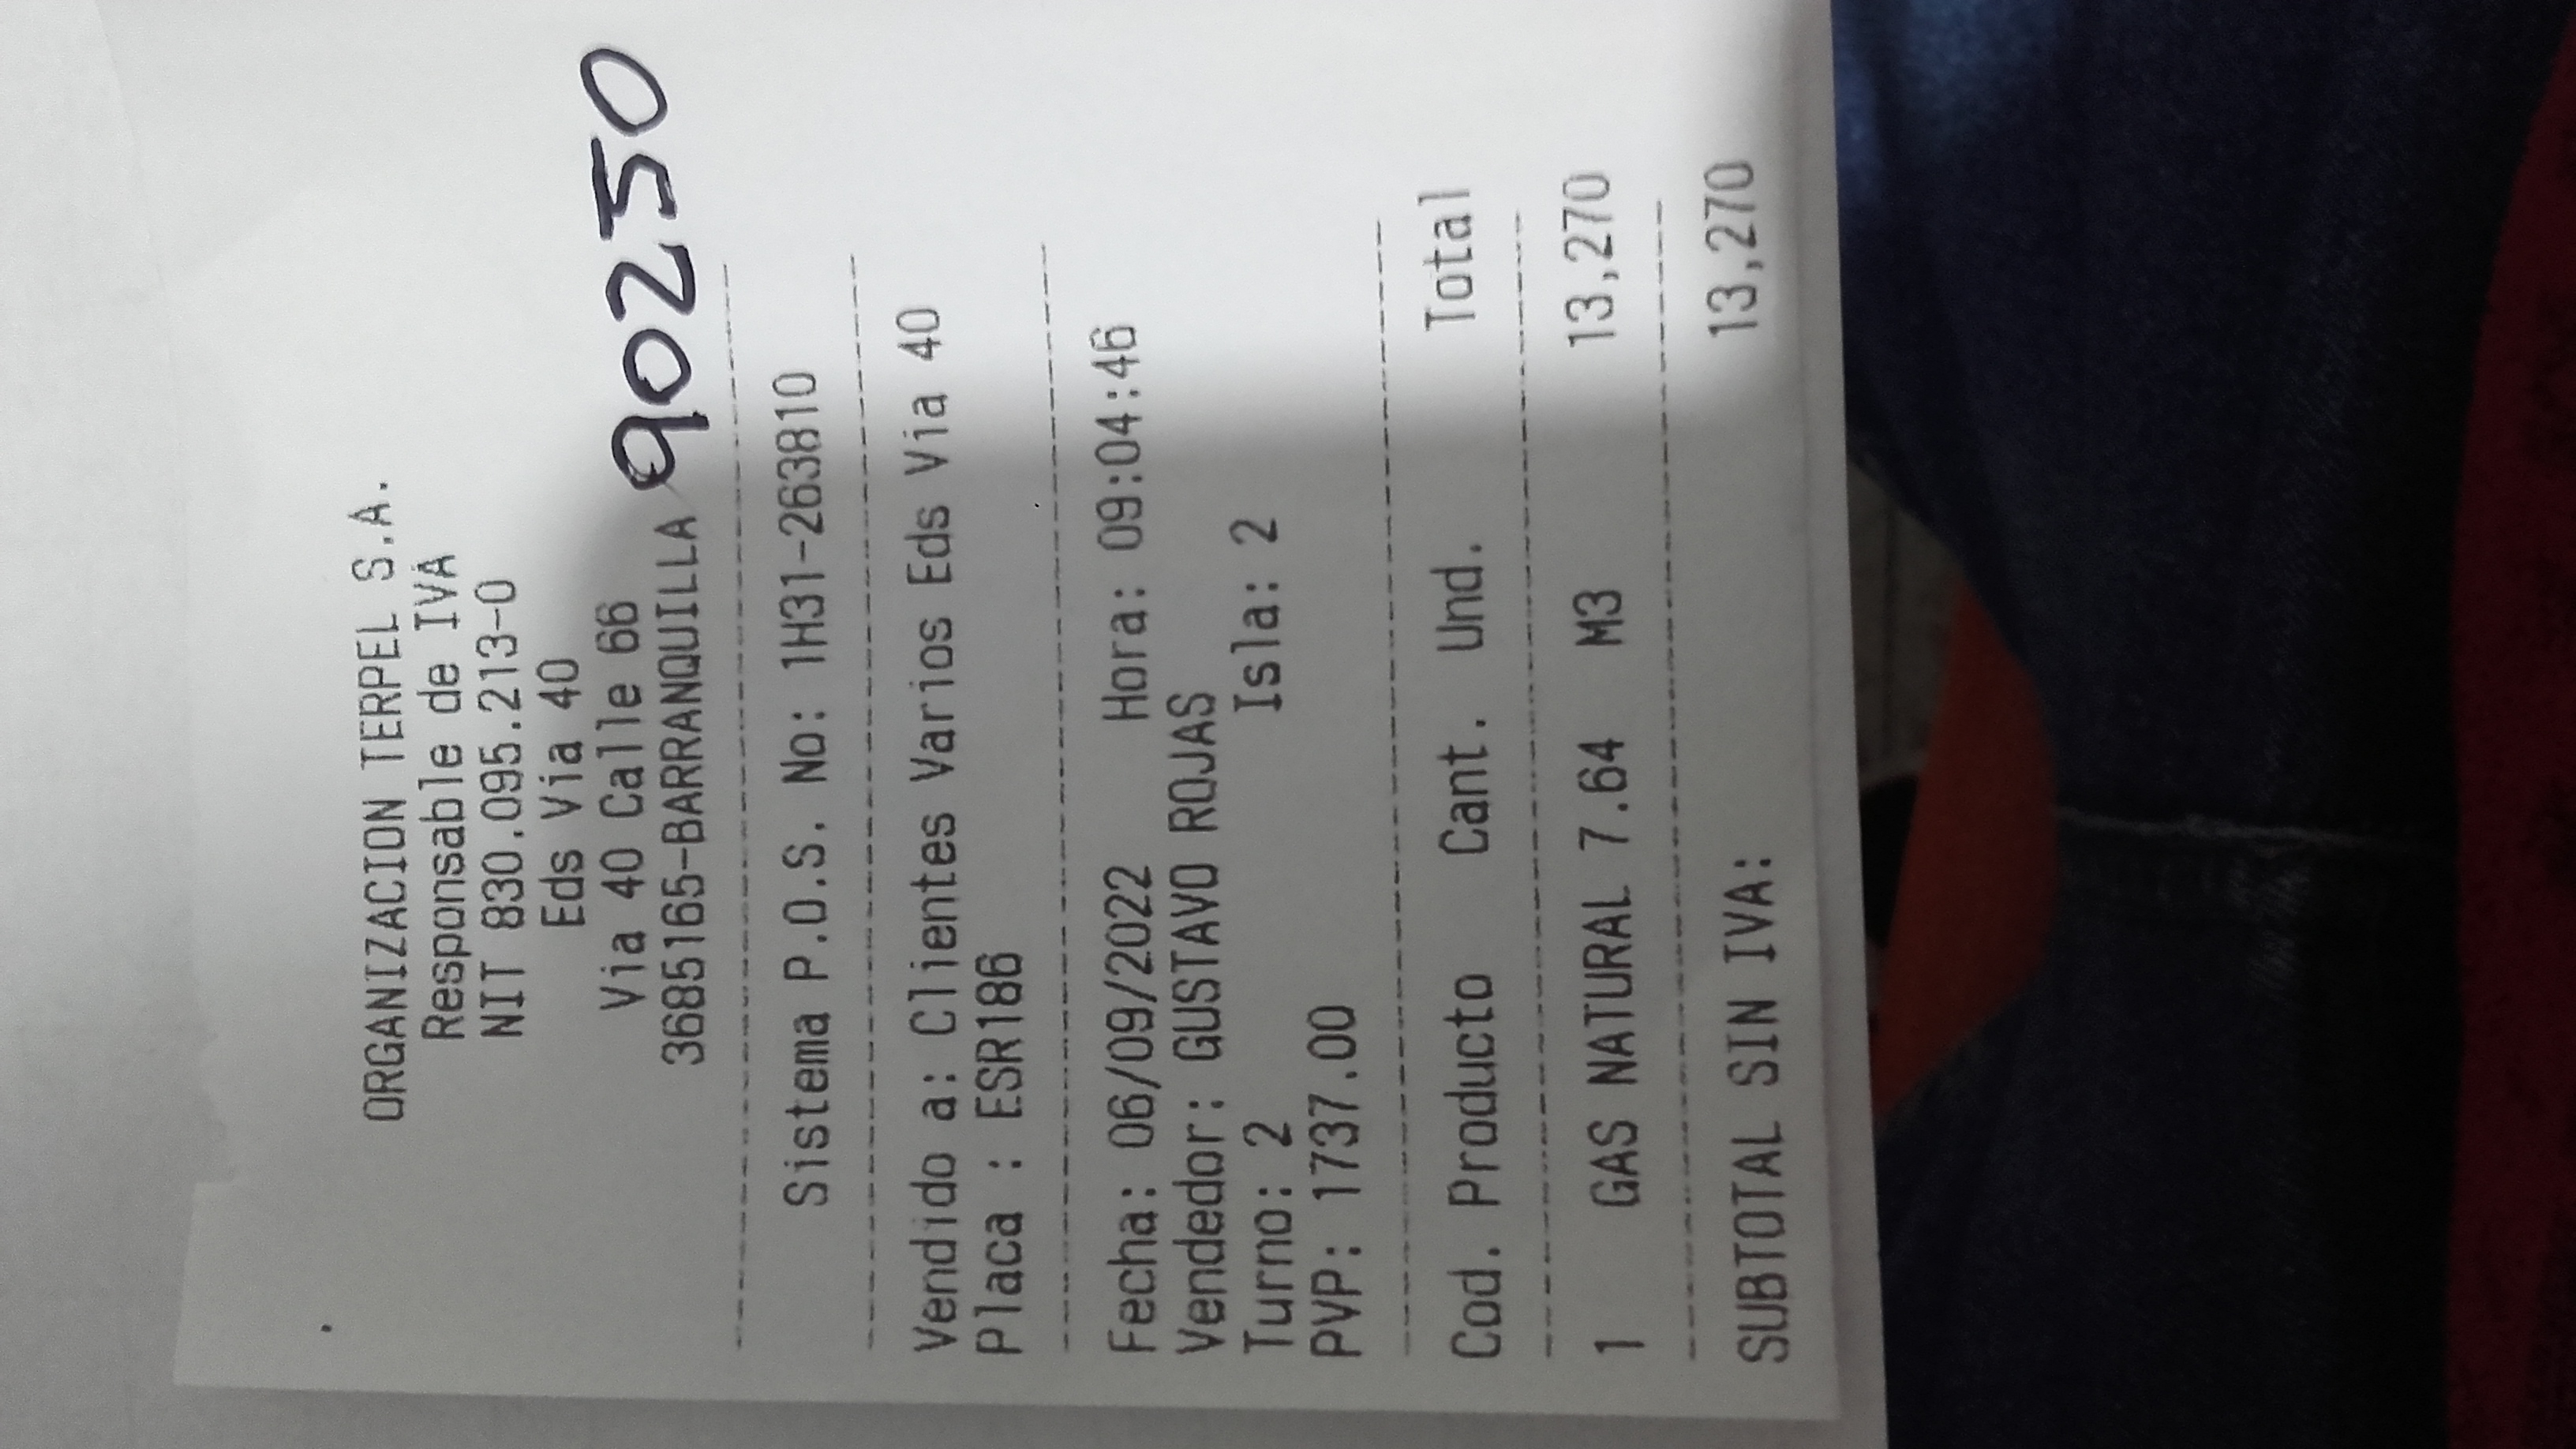 ORGANIZACION TERPEL S.A.
Responsable de IVA
NIT 830.095.213-0
Eds Via 40
Via 40 Calle 66
3685165-BARRANQUILLA 90250
Sistema P.O.S. No: 1H31-263810
Vendido a: Clientes Varios Eds Via 40
Placa : ESR186
Fecha: 06/09/2022 Hora: 09:04:46
Vendedor: GUSTAVO ROJAS
Turno: 2 Isla: 2
PVP: 1737.00
Cod. Producto Cant. Und. Total
1 GAS NATURAL 7.64 M3 13,270
SUBTOTAL SIN IVA: 13,270